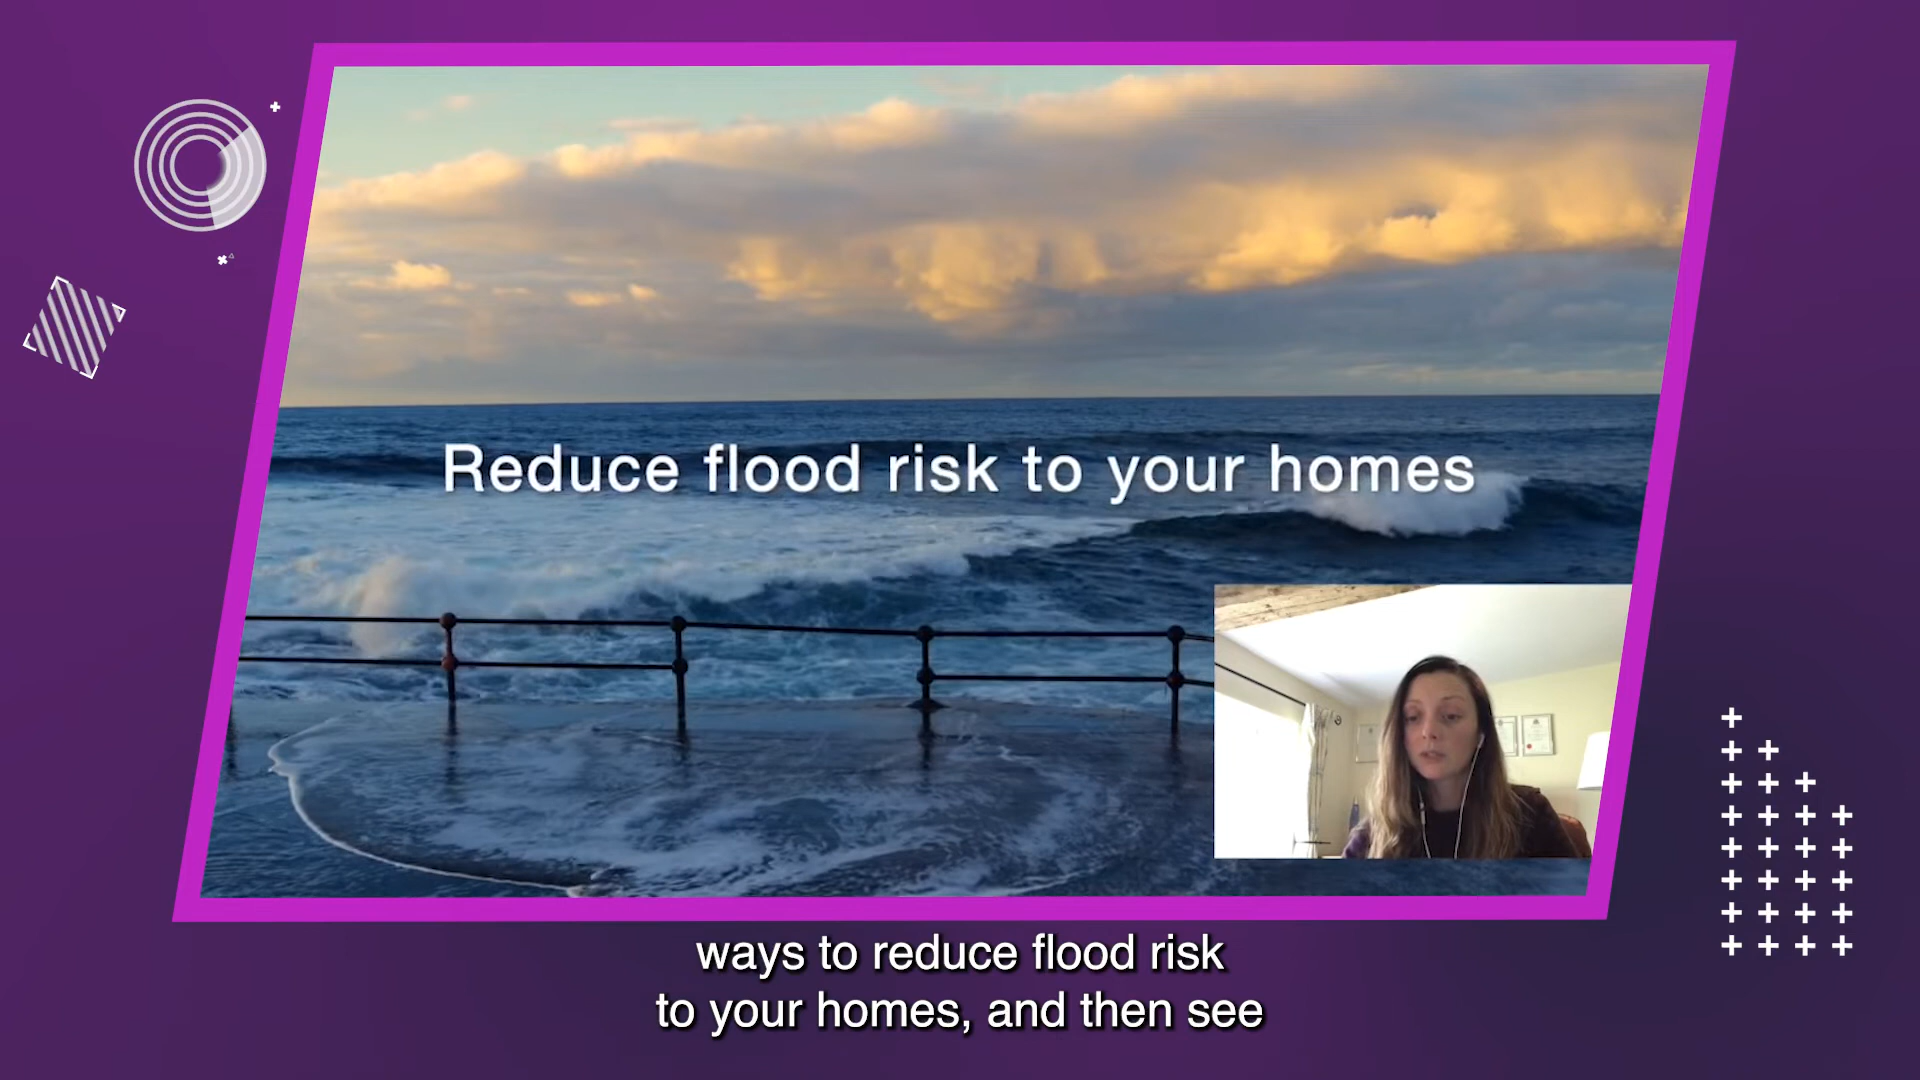 Reduce flood risk to your homes
ways to reduce flood risk
to your homes, and then see